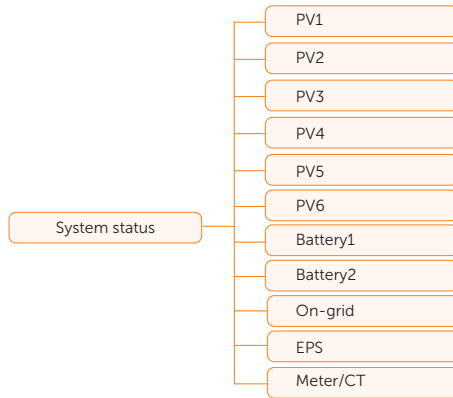 PV1
PV2
PV3
PV4
PV5
PV6
System status
Battery1
Battery2
On-grid
EPS
Meter/CT